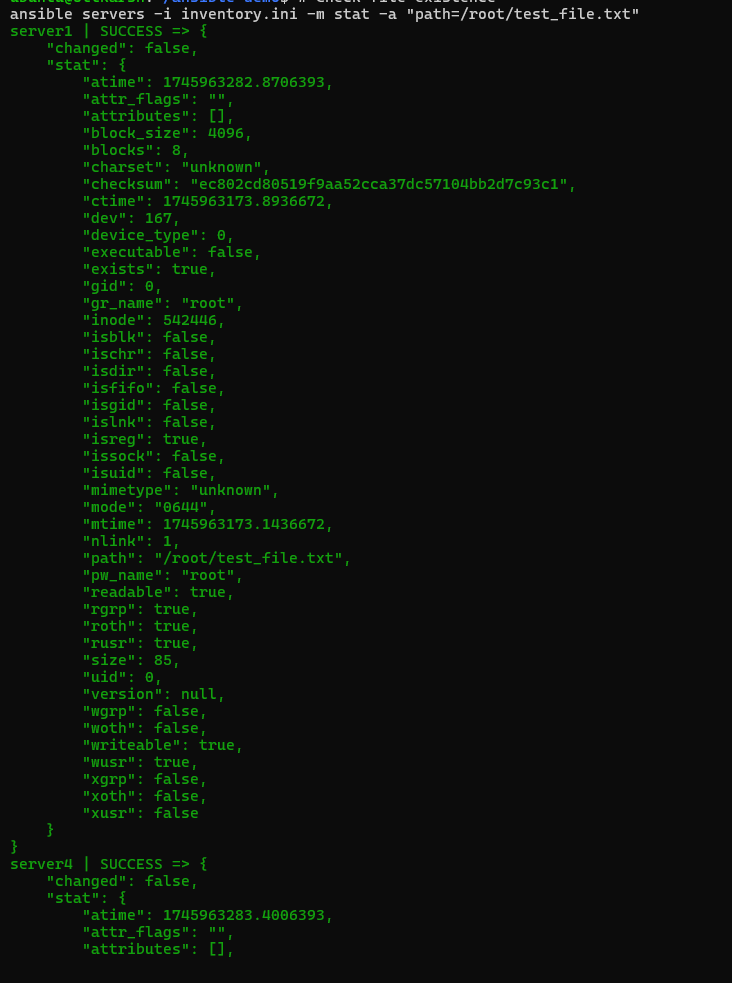 ansible servers -i inventory.ini -m stat -a "path=/root/test_file.txt"
server1 | SUCCESS => {
    "changed": false,
    "stat": {
        "atime": 1745963282.8706393,
        "attr_flags": "",
        "attributes": [],
        "block_size": 4096,
        "blocks": 8,
        "charset": "unknown",
        "checksum": "ec802cd80519f9aa52cca37dc57104bb2d7c93c1",
        "ctime": 1745963173.8936672,
        "dev": 167,
        "device_type": 0,
        "executable": false,
        "exists": true,
        "gid": 0,
        "gr_name": "root",
        "inode": 542446,
        "isblk": false,
        "ischr": false,
        "isdir": false,
        "isfifo": false,
        "isgid": false,
        "islnk": false,
        "isreg": true,
        "issock": false,
        "isuid": false,
        "mimetype": "unknown",
        "mode": "0644",
        "mtime": 1745963173.1436672,
        "nlink": 1,
        "path": "/root/test_file.txt",
        "pw_name": "root",
        "readable": true,
        "rgrp": true,
        "roth": true,
        "rusr": true,
        "size": 85,
        "uid": 0,
        "version": null,
        "wgrp": false,
        "woth": false,
        "writeable": true,
        "wusr": true,
        "xgrp": false,
        "xoth": false,
        "xusr": false
    }
}
server4 | SUCCESS => {
    "changed": false,
    "stat": {
        "atime": 1745963283.4006393,
        "attr_flags": "",
        "attributes": [],